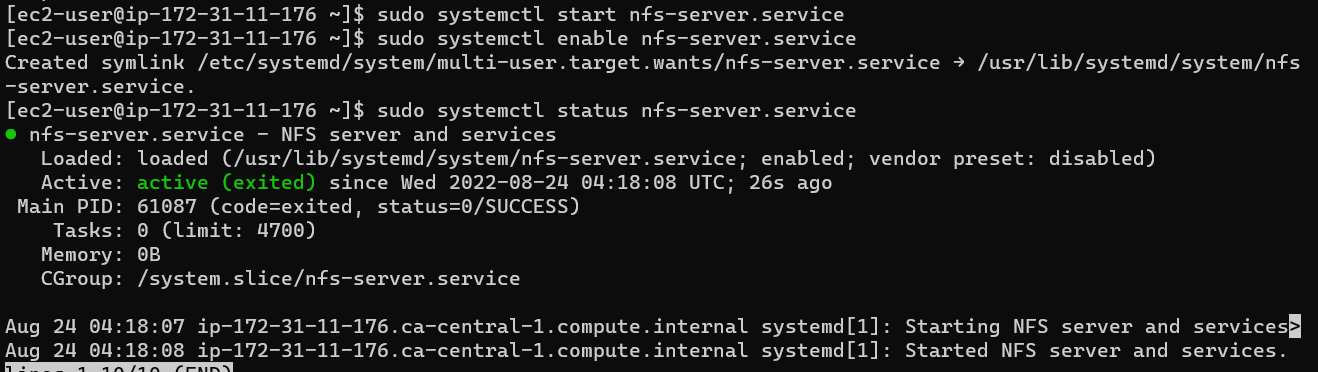 [ec2-user@ip-172-31-11-176 ~]$ sudo systemctl start nfs-server.service
[ec2-user@ip-172-31-11-176 ~]$ sudo systemctl enable nfs-server.service
Created symlink /etc/systemd/system/multi-user.target.wants/nfs-server.service → /usr/lib/systemd/system/nfs
-server.service.
[ec2-user@ip-172-31-11-176 ~]$ sudo systemctl status nfs-server.service
● nfs-server.service - NFS server and services
Loaded: loaded (/usr/lib/systemd/system/nfs-server.service; enabled; vendor preset: disabled)
Active: active (exited) since Wed 2022-08-24 04:18:08 UTC; 26s ago
Main PID: 61087 (code=exited, status=0/SUCCESS)
Tasks: 0 (limit: 4700)
Memory: 0B
CGroup: /system.slice/nfs-server.service
Aug 24 04:18:07 ip-172-31-11-176.ca-central-1.compute.internal systemd[1]: Starting NFS server and services>
Aug 24 04:18:08 ip-172-31-11-176.ca-central-1.compute.internal systemd[1]: Started NFS server and services.
lines 1-10/10 (END)